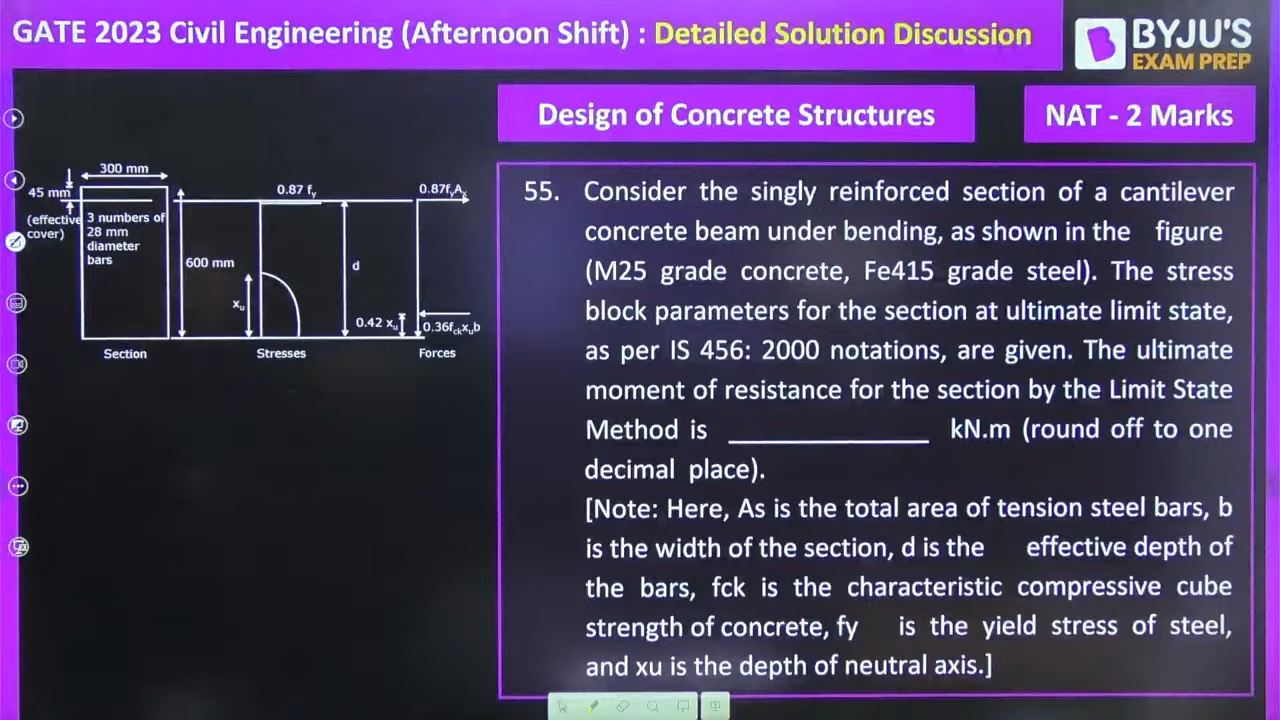 GATE 2023 Civil Engineering (Afternoon Shift) : Detailed Solution Discussion
BYJU'S
EXAM PREP
Design of Concrete Structures
NAT - 2 Marks
300 mm
45 mm
(effective
cover)
3 numbers of
28 mm
diameter
bars
600 mm
0.87 fy
xu
d
0.87fyAs
0.42 xu
0.36fckxub
Section
Stresses
Forces
55. Consider the singly reinforced section of a cantilever
concrete beam under bending, as shown in the figure
(M25 grade concrete, Fe415 grade steel). The stress
block parameters for the section at ultimate limit state,
as per IS 456: 2000 notations, are given. The ultimate
moment of resistance for the section by the Limit State
Method is ______________ kN.m (round off to one
decimal place).
[Note: Here, As is the total area of tension steel bars, b
is the width of the section, d is the effective depth of
the bars, fck is the characteristic compressive cube
strength of concrete, fy is the yield stress of steel,
and xu is the depth of neutral axis.]